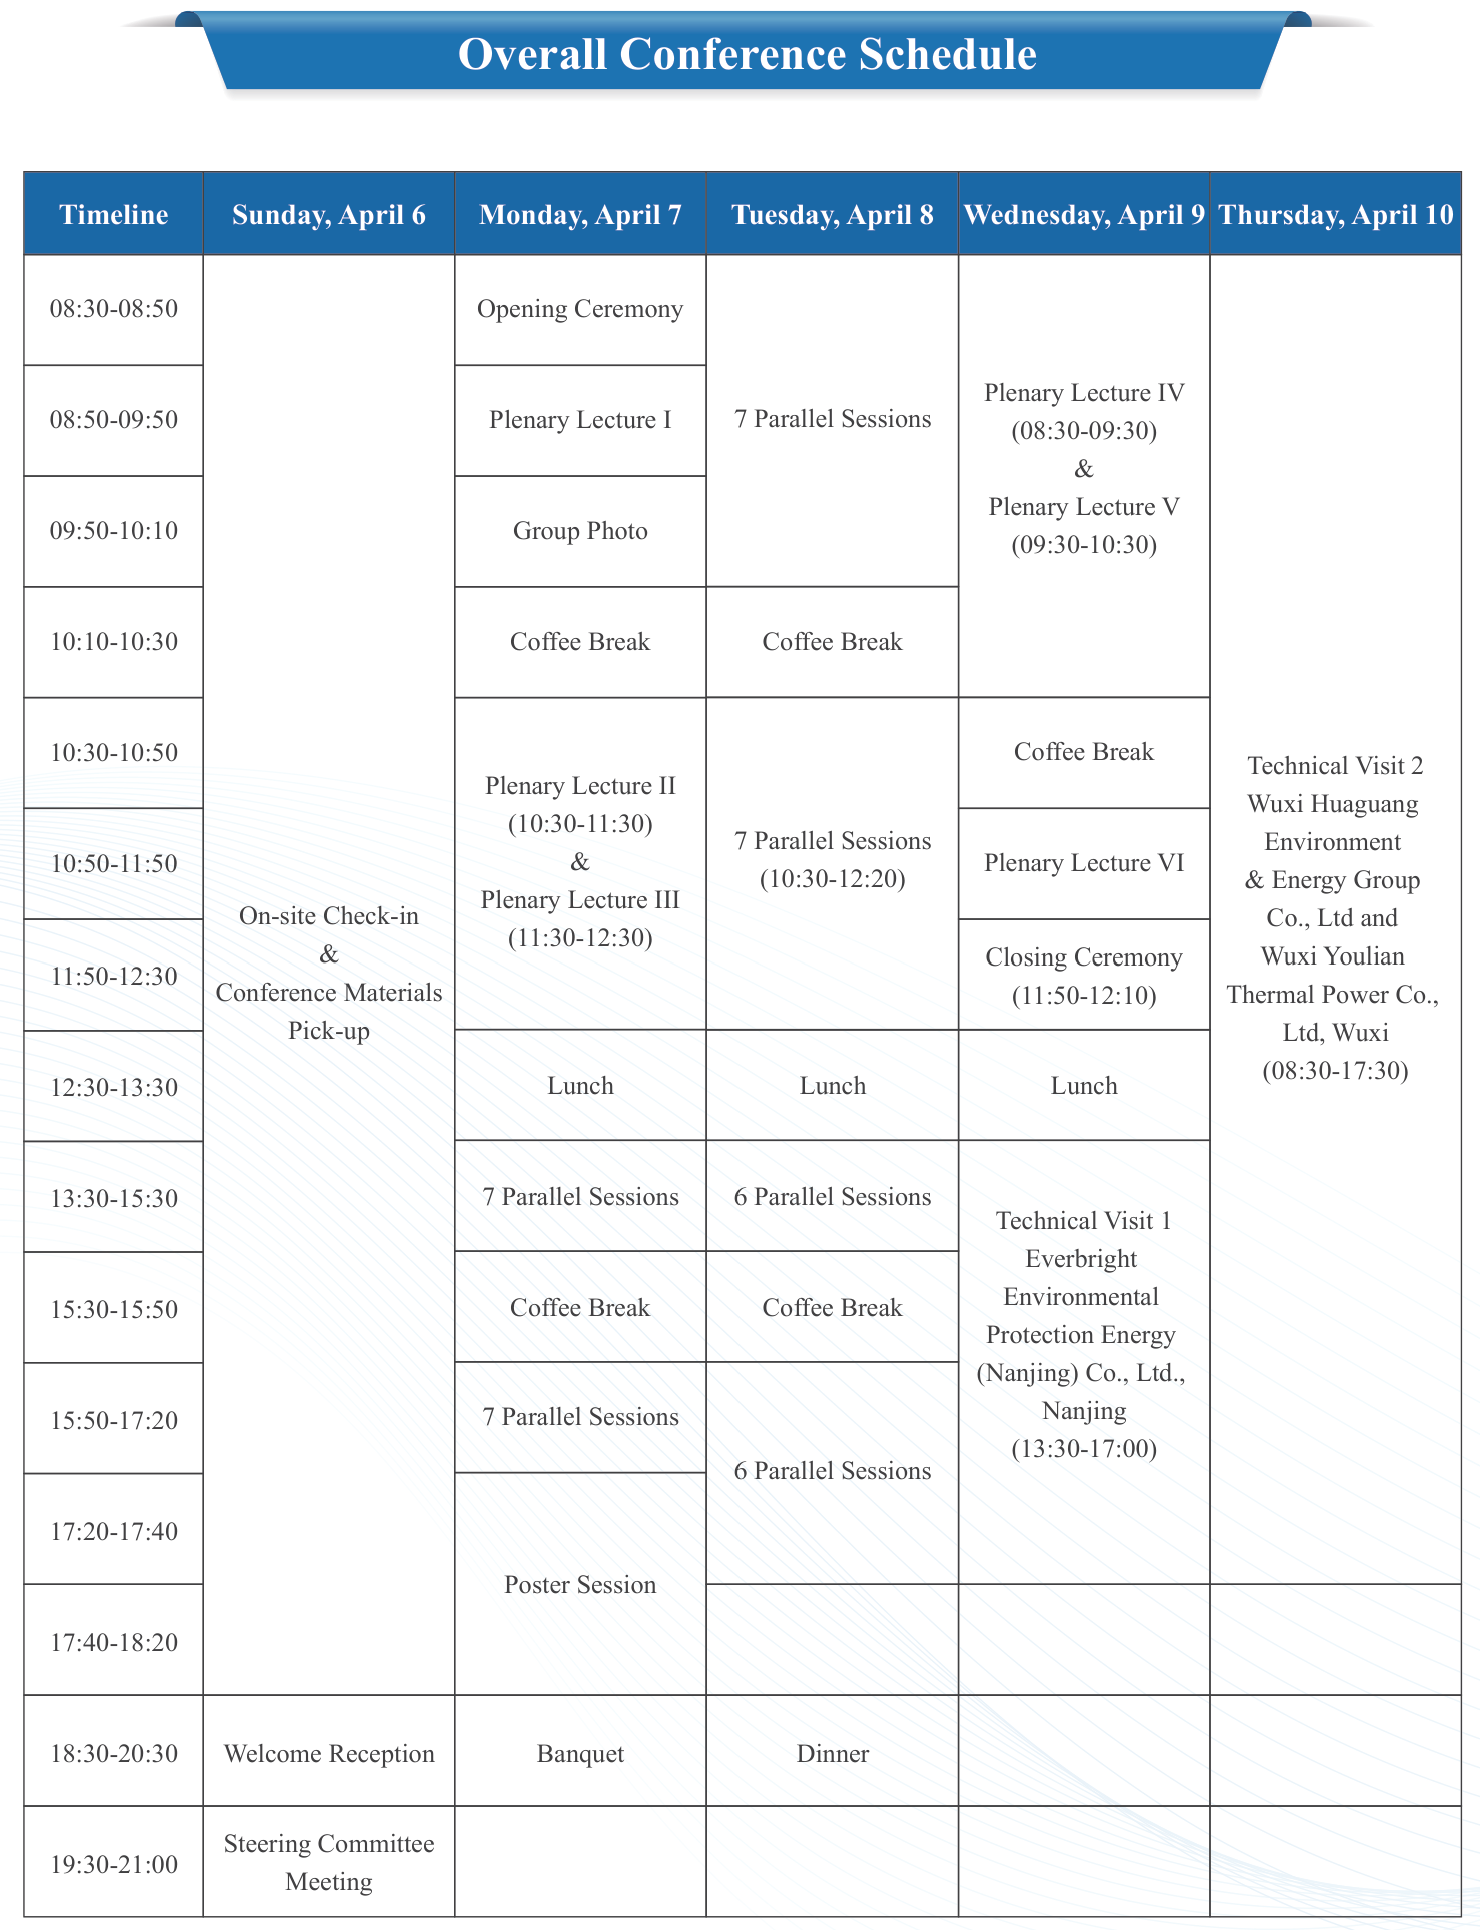 Overall Conference Schedule
Timeline
Sunday, April 6
Monday, April 7
Tuesday, April 8
Wednesday, April 9
Thursday, April 10
08:30-08:50
Opening Ceremony
08:50-09:50
Plenary Lecture I
7 Parallel Sessions
Plenary Lecture IV
(08:30-09:30)
&
Plenary Lecture V
(09:30-10:30)
09:50-10:10
Group Photo
10:10-10:30
Coffee Break
Coffee Break
10:30-10:50
Plenary Lecture II
(10:30-11:30)
&
Plenary Lecture III
(11:30-12:30)
7 Parallel Sessions
(10:30-12:20)
Coffee Break
10:50-11:50
Plenary Lecture VI
On-site Check-in
&
Conference Materials
Pick-up
11:50-12:30
Closing Ceremony
(11:50-12:10)
Technical Visit 2
Wuxi Huaguang
Environment
& Energy Group
Co., Ltd and
Wuxi Youlian
Thermal Power Co.,
Ltd, Wuxi
(08:30-17:30)
12:30-13:30
Lunch
Lunch
Lunch
13:30-15:30
7 Parallel Sessions
6 Parallel Sessions
Technical Visit 1
Everbright
Environmental
Protection Energy
(Nanjing) Co., Ltd.,
Nanjing
(13:30-17:00)
15:30-15:50
Coffee Break
Coffee Break
15:50-17:20
7 Parallel Sessions
6 Parallel Sessions
17:20-17:40
Poster Session
17:40-18:20
18:30-20:30
Welcome Reception
Banquet
Dinner
19:30-21:00
Steering Committee
Meeting